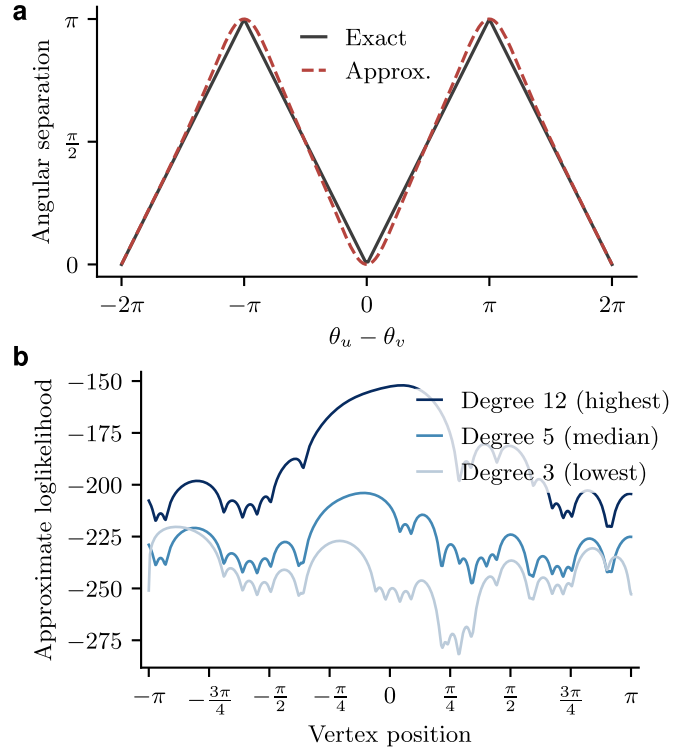 a
π
π/2
0
Angular separation
Exact
Approx.
−2π
−π
0
π
2π
θu − θv
b
−150
−175
−200
−225
−250
−275
Approximate loglikelihood
Degree 12 (highest)
Degree 5 (median)
Degree 3 (lowest)
−π
−3π/4
−π/2
−π/4
0
π/4
π/2
3π/4
π
Vertex position